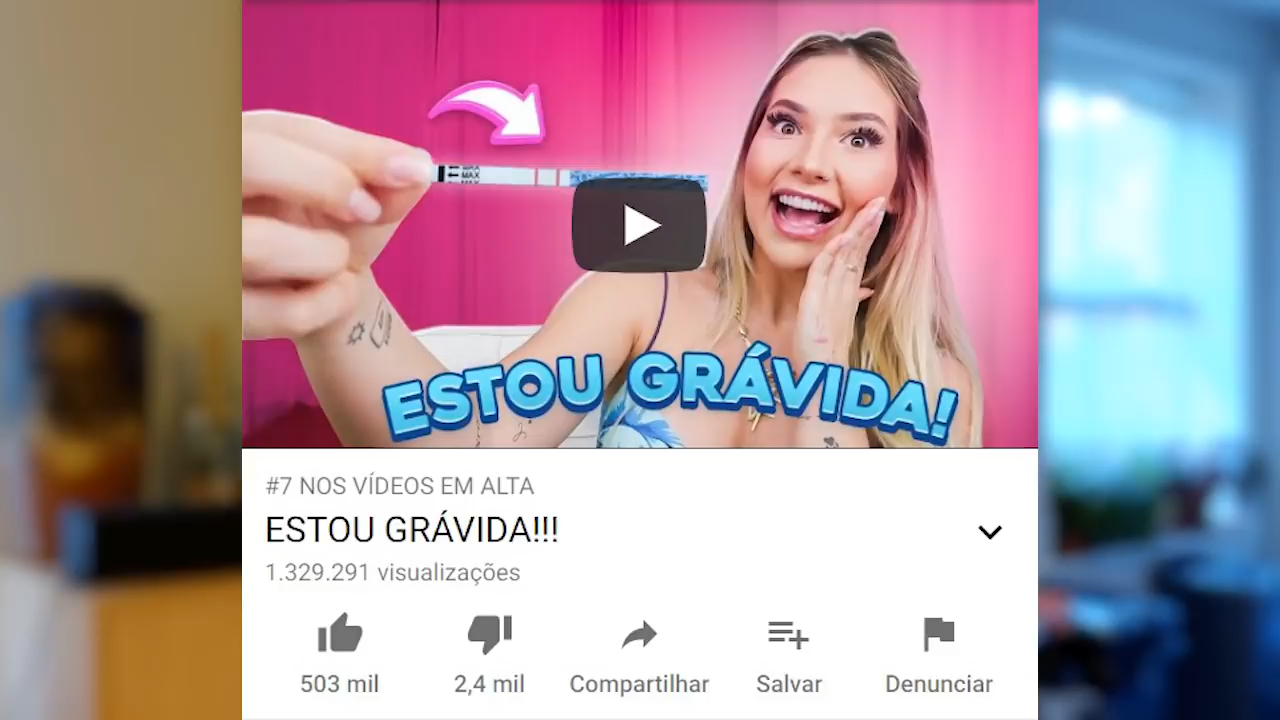 MAX
ESTOU GRÁVIDA!
#7 NOS VÍDEOS EM ALTA
ESTOU GRÁVIDA!!!
1.329.291 visualizações
503 mil
2,4 mil
Compartilhar
Salvar
Denunciar